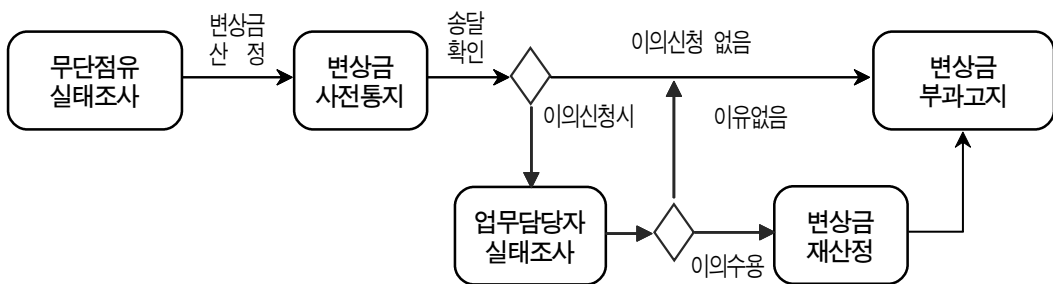 무단점유
실태조사
변상금
산 정
변상금
사전통지
송달
확인
이의신청 없음
변상금
부과고지
이의신청시
이유없음
업무담당자
실태조사
이의수용
변상금
재산정